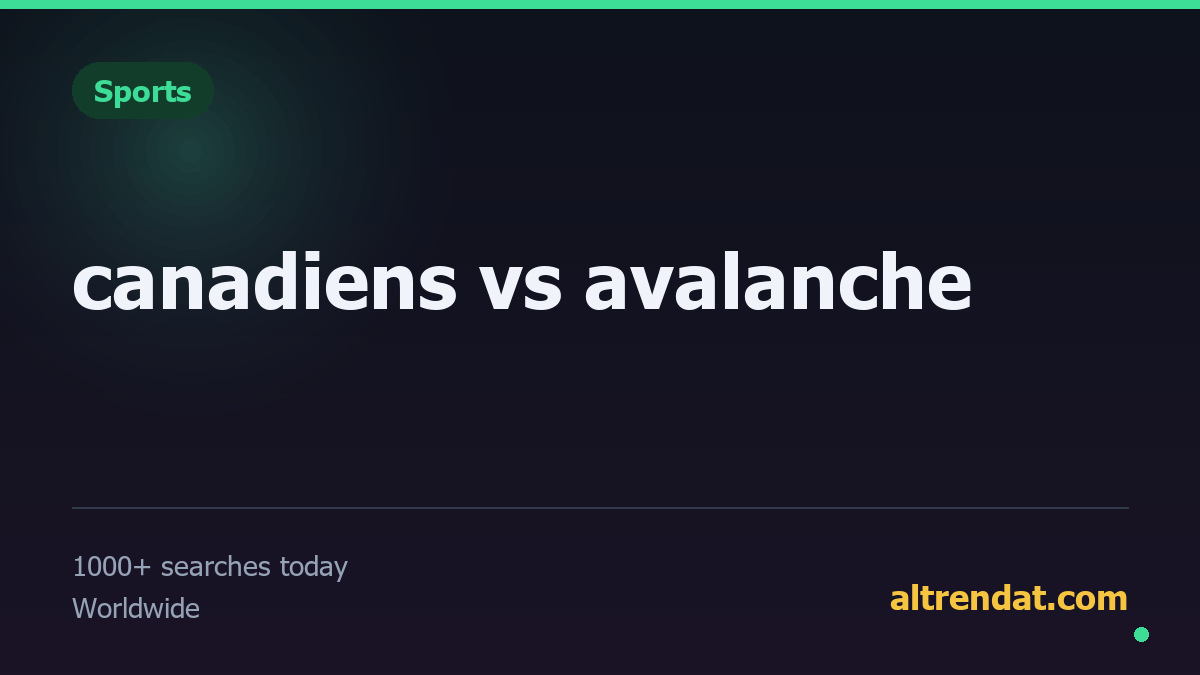 Sports
canadiens vs avalanche
1000+ searches today
Worldwide
altrendat.com